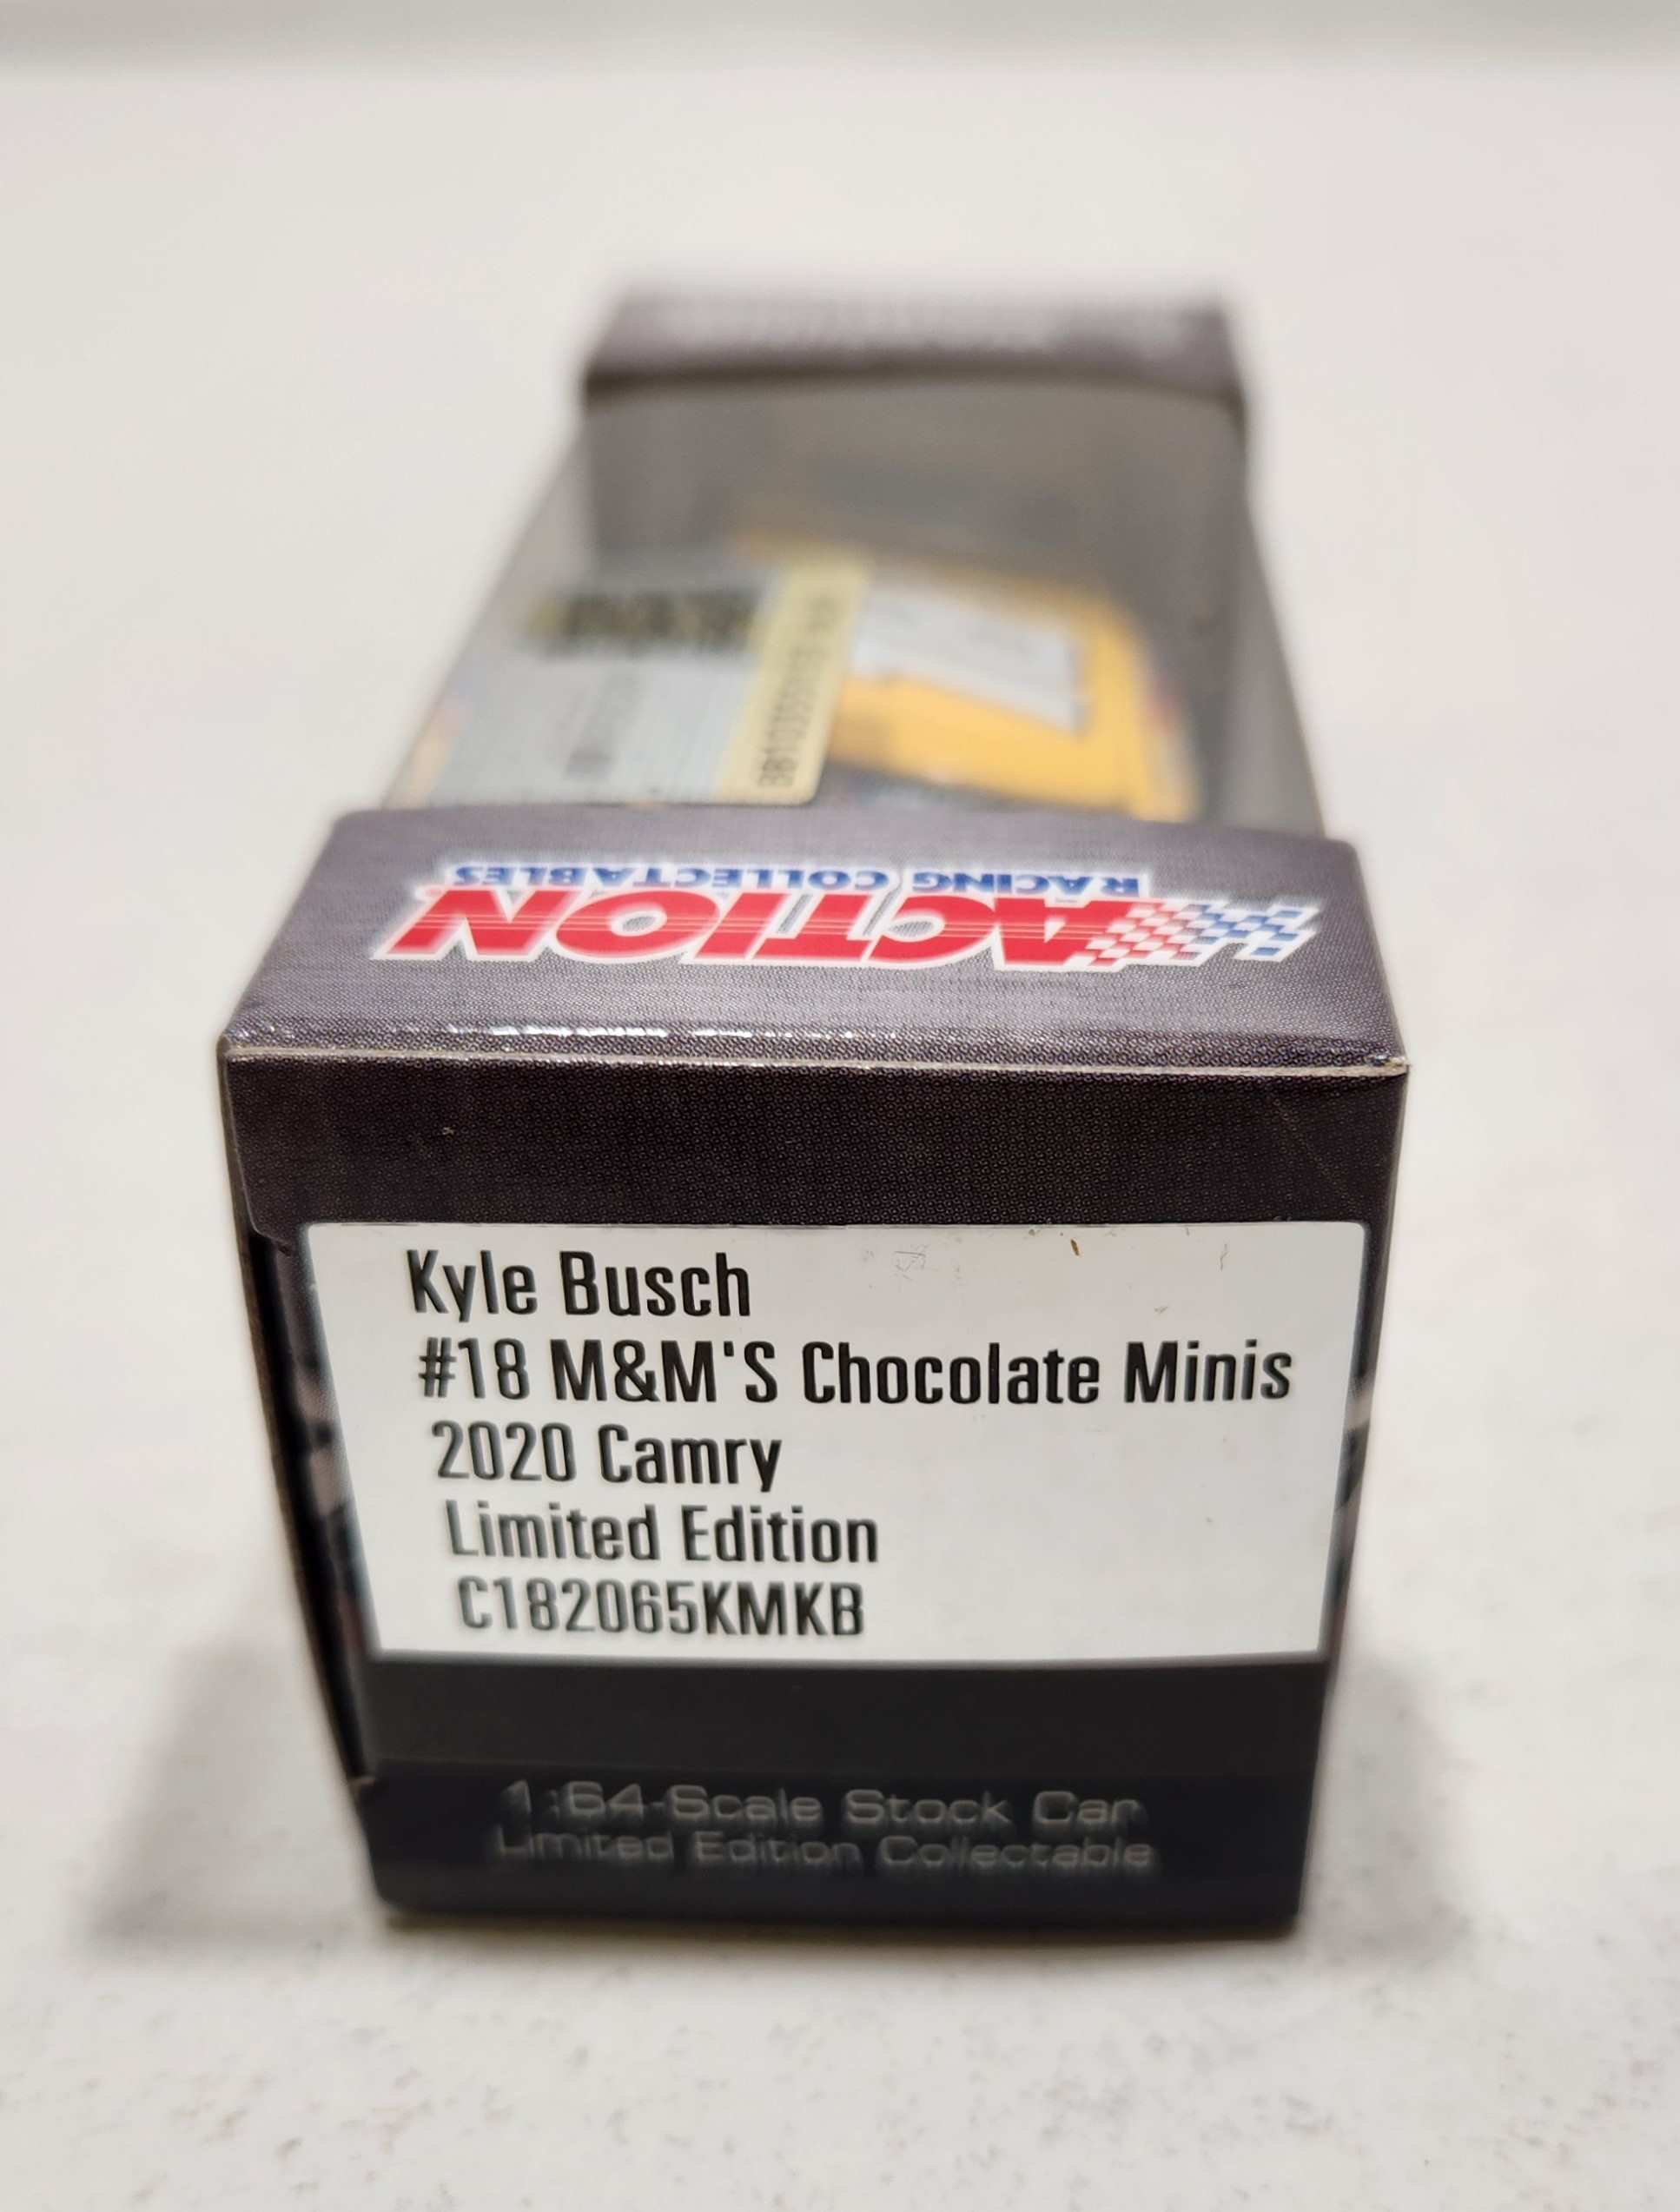 ACTION
RACING COLLECTABLES
Kyle Busch
#18 M&M'S Chocolate Minis
2020 Camry
Limited Edition
C182065KMKB
1:64-Scale Stock Car
Limited Edition Collectable